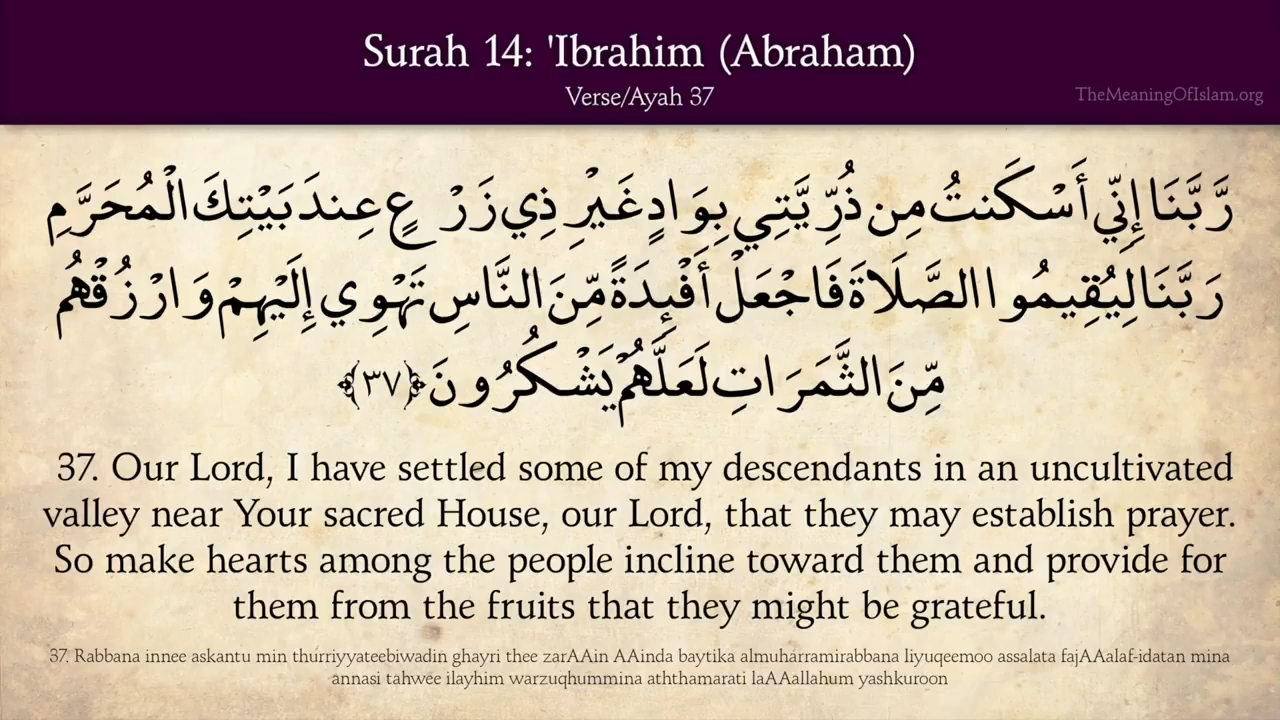 Surah 14: 'Ibrahim (Abraham)
Verse/Ayah 37
TheMeaningOfIslam.org
رَّبَّنَا إِنِّي أَسْكَنتُ مِن ذُرِّيَّتِي بِوَادٍ غَيْرِ ذِي زَرْعٍ عِندَ بَيْتِكَ الْمُحَرَّمِ
رَبَّنَا لِيُقِيمُوا الصَّلَاةَ فَاجْعَلْ أَفْئِدَةً مِّنَ النَّاسِ تَهْوِي إِلَيْهِمْ وَارْزُقْهُم
مِّنَ الثَّمَرَاتِ لَعَلَّهُمْ يَشْكُرُونَ ﴿٣٧﴾
37. Our Lord, I have settled some of my descendants in an uncultivated
valley near Your sacred House, our Lord, that they may establish prayer.
So make hearts among the people incline toward them and provide for
them from the fruits that they might be grateful.
37. Rabbana innee askantu min thurriyyateebiwadin ghayri thee zarAAin AAinda baytika almuharramirabbana liyuqeemoo assalata fajAAalaf-idatan mina
annasi tahwee ilayhim warzuqhummina aththamarati laAAallahum yashkuroon